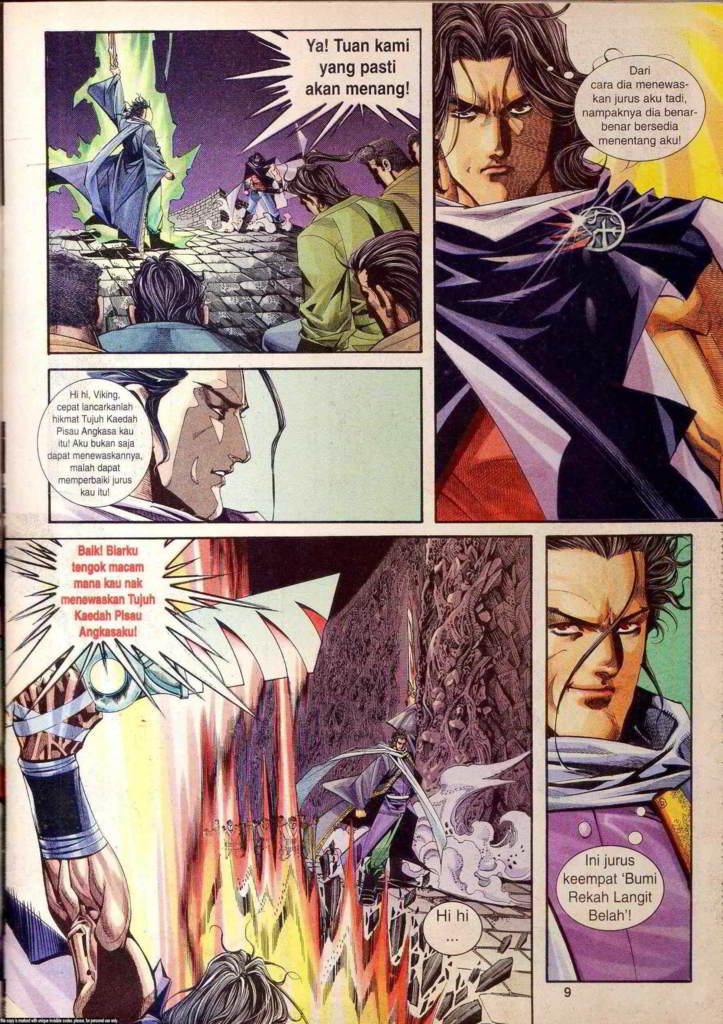 Ya! Tuan kami
yang pasti
akan menang!
Dari
cara dia menewas-
kan jurus aku tadi,
nampaknya dia benar-
benar bersedia
menentang aku!
Hi hi, Viking,
cepat lancarkanlah
hikmat Tujuh Kaedah
Pisau Angkasa kau
itu! Aku bukan saja
dapat menewaskannya,
malah dapat
memperbaiki jurus
kau itu!
Baik! Biarku
tengok macam
mana kau nak
menewaskan Tujuh
Kaedah Pisau
Angkasaku!
Hi hi
...
Ini jurus
keempat 'Bumi
Rekah Langit
Belah'!
9